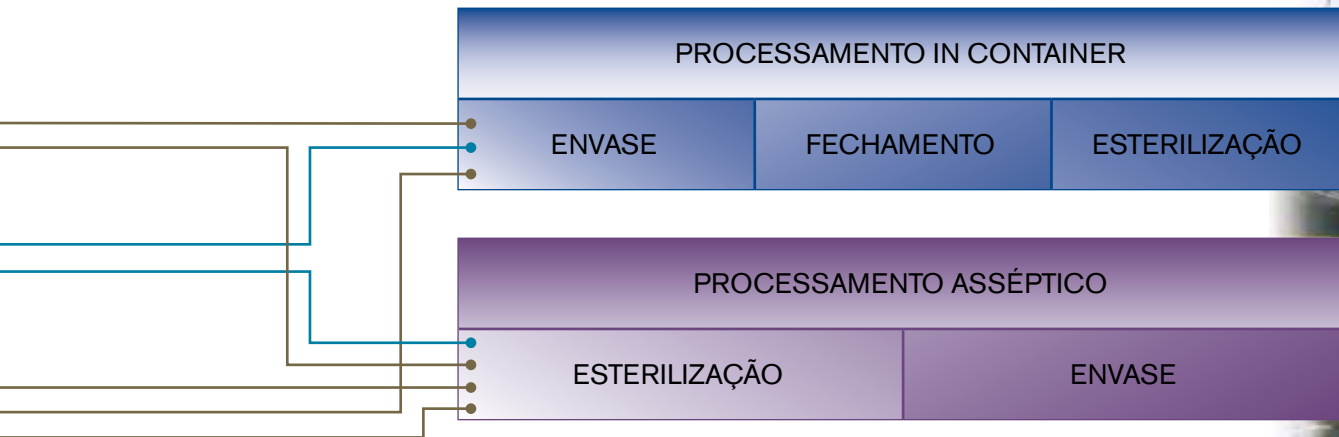 PROCESSAMENTO IN CONTAINER
ENVASE FECHAMENTO ESTERILIZAÇÃO
PROCESSAMENTO ASSÉPTICO
ESTERILIZAÇÃO ENVASE